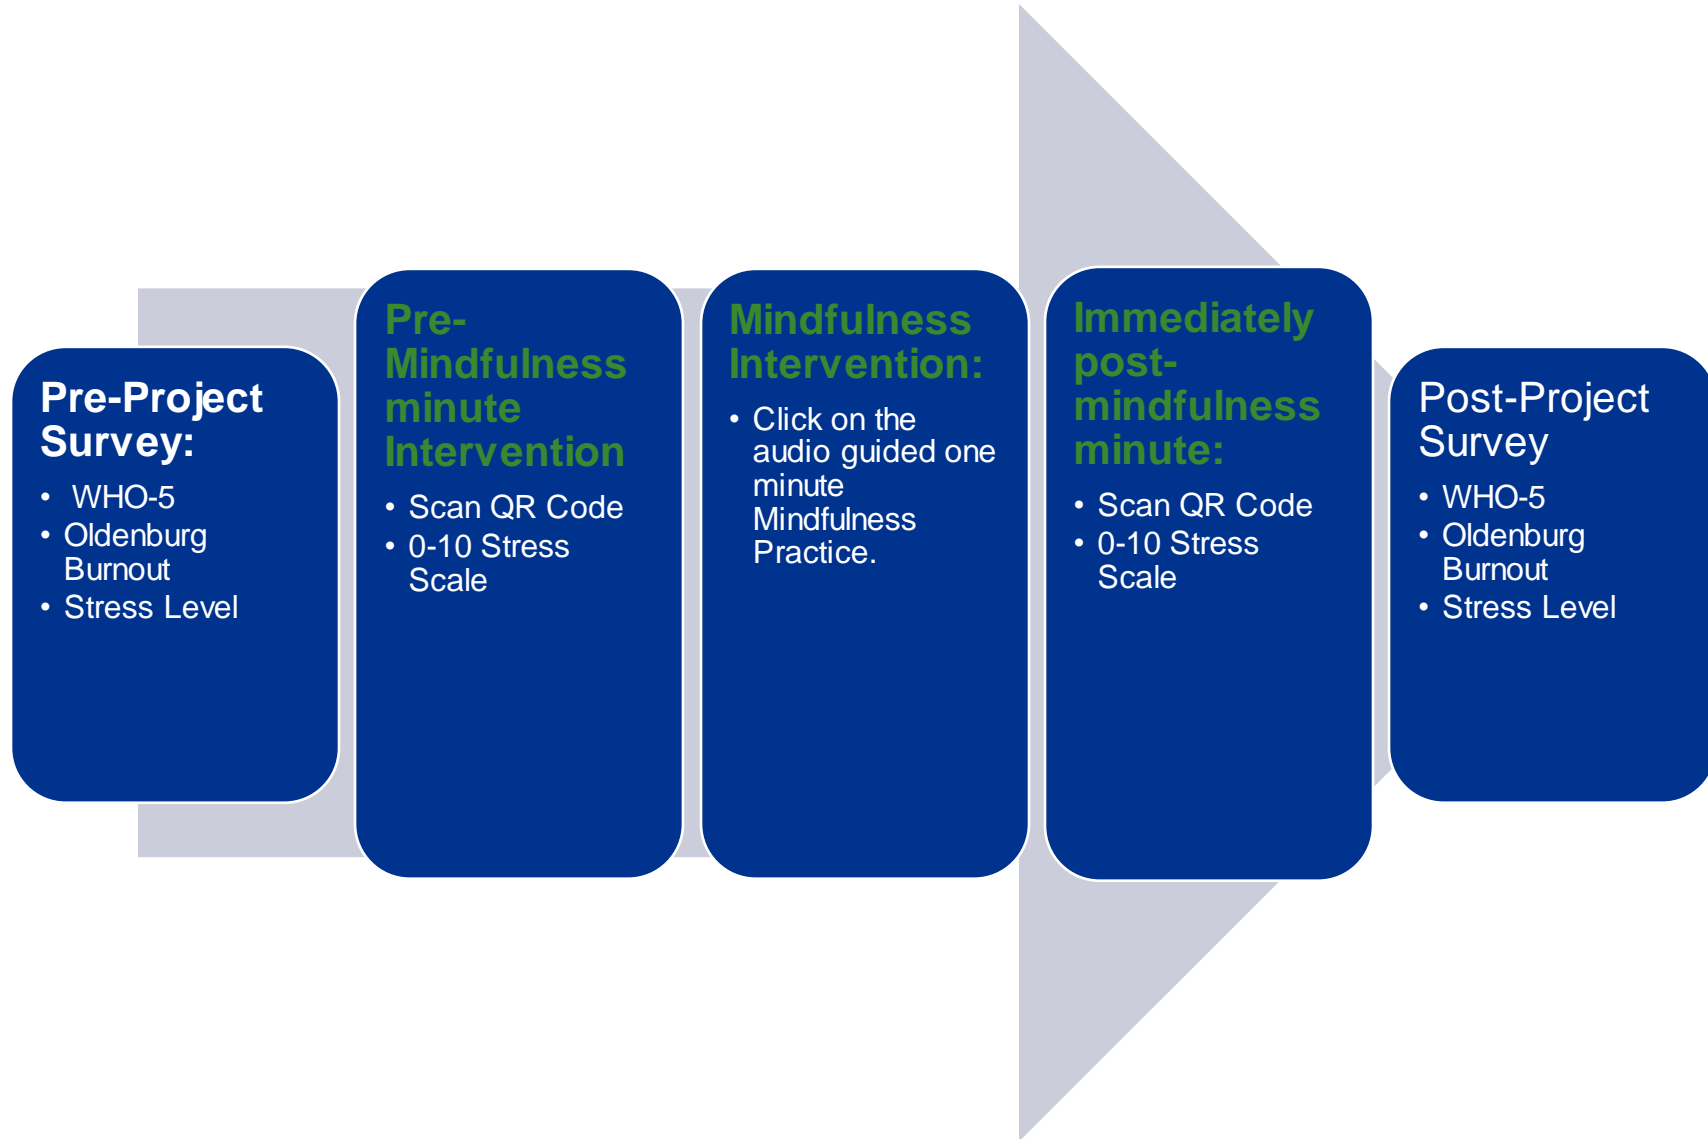 Pre-Project
Survey:
• WHO-5
• Oldenburg
Burnout
• Stress Level
Pre-
Mindfulness
minute
Intervention
• Scan QR Code
• 0-10 Stress
Scale
Mindfulness
Intervention:
• Click on the
audio guided one
minute
Mindfulness
Practice.
Immediately
post-
mindfulness
minute:
• Scan QR Code
• 0-10 Stress
Scale
Post-Project
Survey
• WHO-5
• Oldenburg
Burnout
• Stress Level